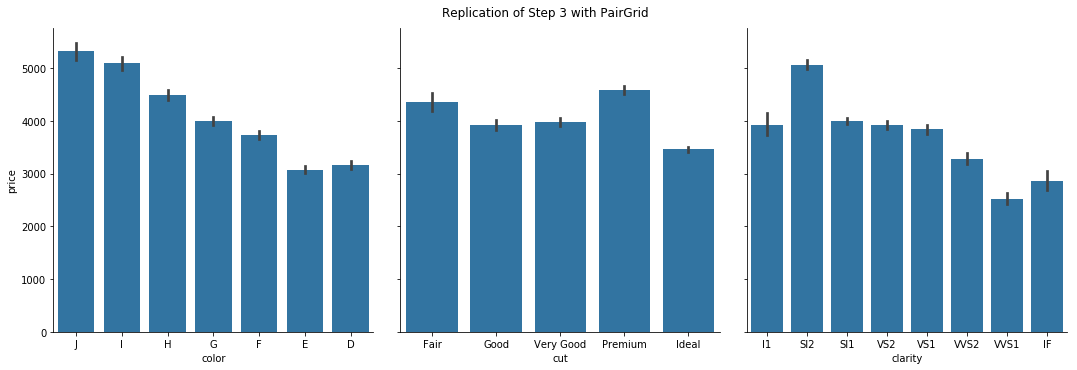 Replication of Step 3 with PairGrid
price
5000
4000
3000
2000
1000
0
J I H G F E D
color
Fair Good Very Good Premium Ideal
cut
I1 SI2 SI1 VS2 VS1 VVS2 VVS1 IF
clarity